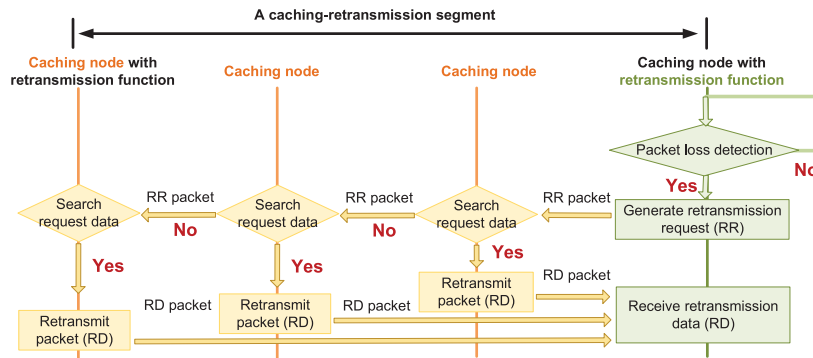 A caching-retransmission segment
Caching node with
retransmission function
Caching node
Caching node
Caching node with
retransmission function
Packet loss detection
No
Yes
Search
request data
RR packet
No
Search
request data
RR packet
No
Search
request data
RR packet
Generate retransmission
request (RR)
Yes
Yes
Yes
Retransmit
packet (RD)
RD packet
Retransmit
packet (RD)
RD packet
Retransmit
packet (RD)
RD packet
Receive retransmission
data (RD)